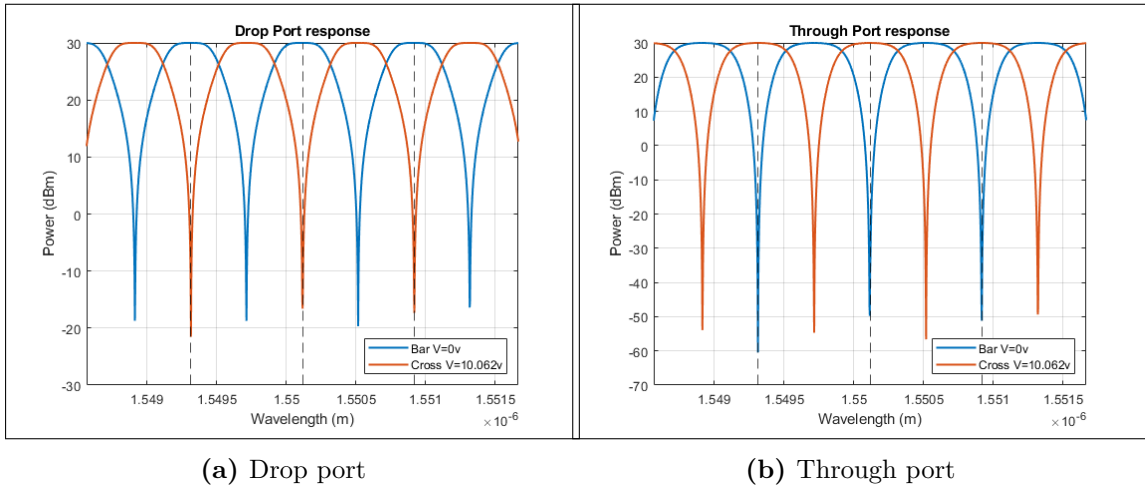 Drop Port response
30
20
10
0
-10
-20
-30
Power (dBm)
1.549
1.5495
1.55
1.5505
1.551
1.5515
Wavelength (m)
×10⁻⁶
Bar V=0v
Cross V=10.062v
(a) Drop port
Through Port response
30
20
10
0
-10
-20
-30
-40
-50
-60
-70
Power (dBm)
1.549
1.5495
1.55
1.5505
1.551
1.5515
Wavelength (m)
×10⁻⁶
Bar V=0v
Cross V=10.062v
(b) Through port